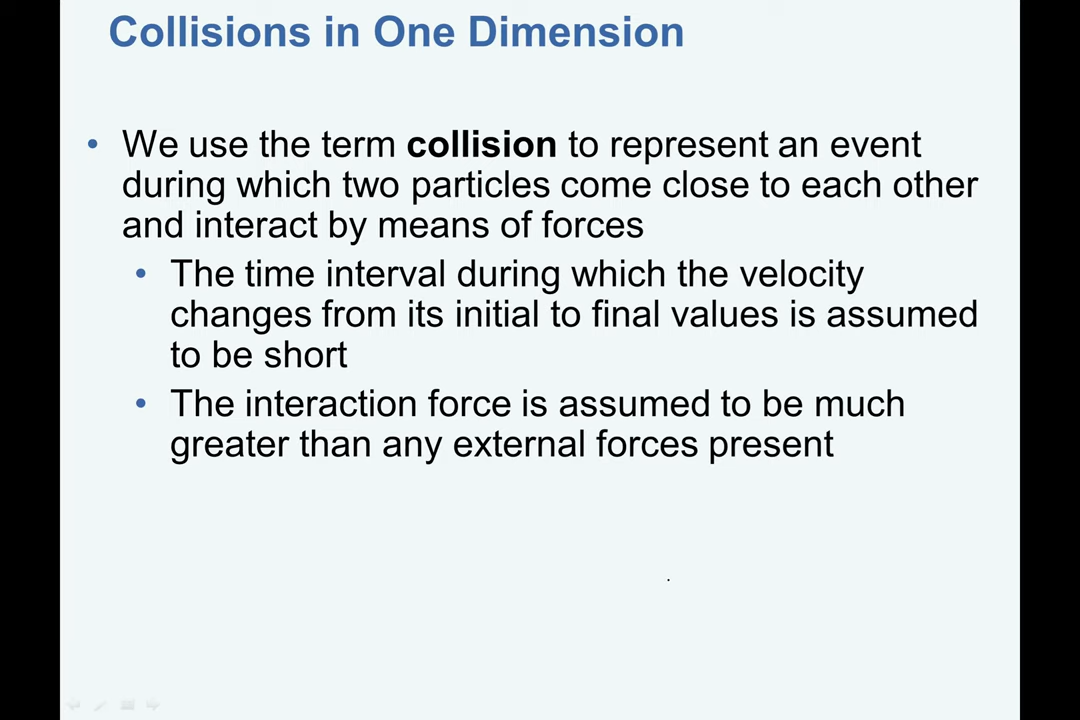 Collisions in One Dimension
• We use the term collision to represent an event
during which two particles come close to each other
and interact by means of forces
• The time interval during which the velocity
changes from its initial to final values is assumed
to be short
• The interaction force is assumed to be much
greater than any external forces present